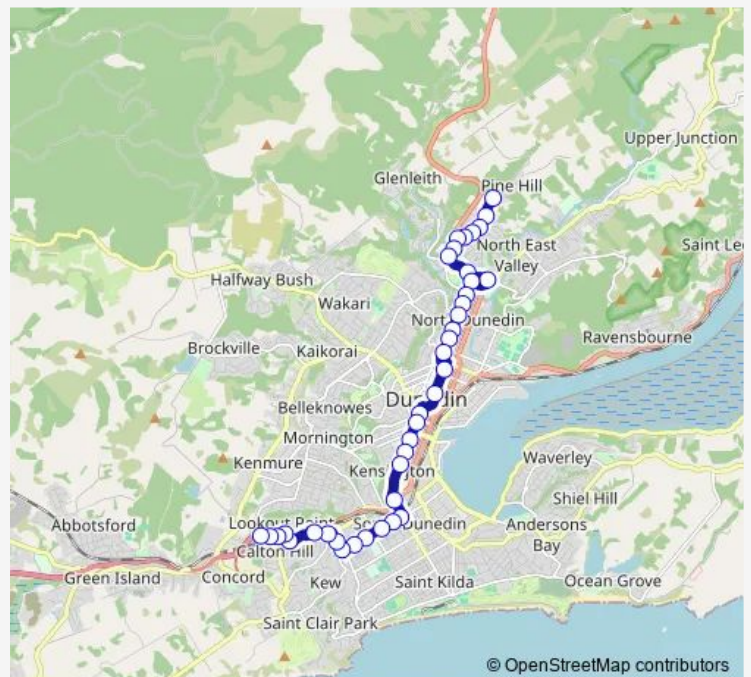 Upper Junction
Glenleith
Pine Hill
North East
Valley
Saint Leo
Halfway Bush
Wakari
North Dunedin
Ravensbourne
Brockville
Kaikorai
Dunedin
Belleknowes
Mornington
Kenmure
Kensington
Waverley
Shiel Hill
Abbotsford
Lookout Point
South Dunedin
Andersons
Bay
Calton Hill
Green Island
Concord
Kew
Saint Kilda
Ocean Grove
Saint Clair Park
© OpenStreetMap contributors